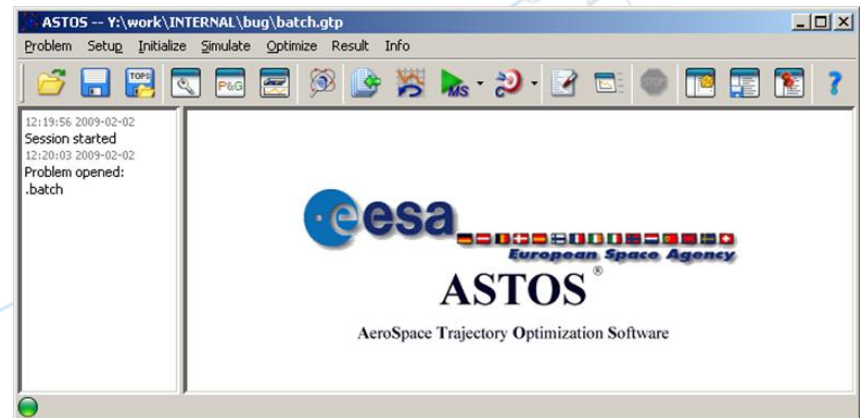 ASTOS -- Y:\work\INTERNAL\bug\batch.gtp
Problem Setup Initialize Simulate Optimize Result Info
TOPS P&G MS C STOP ?
12:19:56 2009-02-02
Session started
12:20:03 2009-02-02
Problem opened:
.batch
eesa
European Space Agency
ASTOS ®
AeroSpace Trajectory Optimization Software